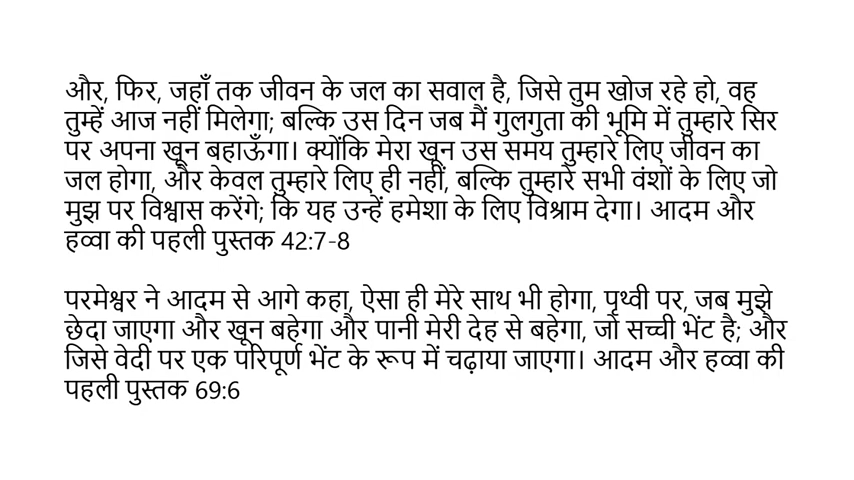 और, फिर, जहाँ तक जीवन के जल का सवाल है, जिसे तुम खोज रहे हो, वह
तुम्हें आज नहीं मिलेगा; बल्कि उस दिन जब मैं गुलगुता की भूमि में तुम्हारे सिर
पर अपना खून बहाऊँगा। क्योंकि मेरा खून उस समय तुम्हारे लिए जीवन का
जल होगा, और केवल तुम्हारे लिए ही नहीं, बल्कि तुम्हारे सभी वंशों के लिए जो
मुझ पर विश्वास करेंगे; कि यह उन्हें हमेशा के लिए विश्राम देगा। आदम और
हव्वा की पहली पुस्तक 42:7-8
परमेश्वर ने आदम से आगे कहा, ऐसा ही मेरे साथ भी होगा, पृथ्वी पर, जब मुझे
छेदा जाएगा और खून बहेगा और पानी मेरी देह से बहेगा, जो सच्ची भेंट है; और
जिसे वेदी पर एक परिपूर्ण भेंट के रूप में चढ़ाया जाएगा। आदम और हव्वा की
पहली पुस्तक 69:6